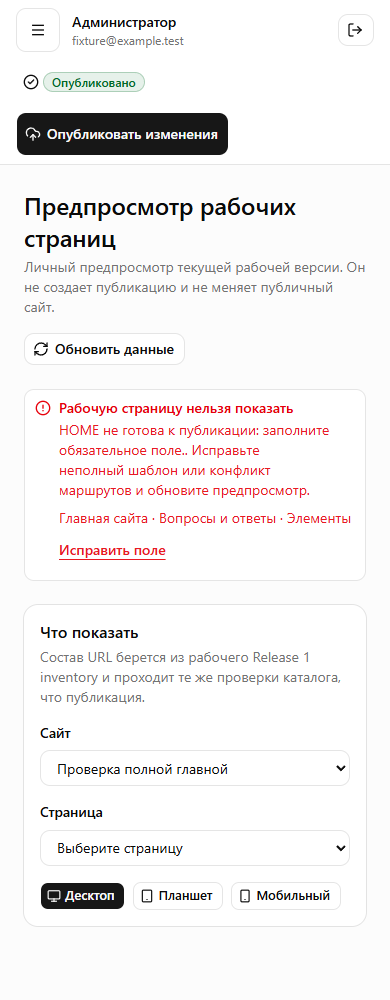 Администратор
fixture@example.test
Опубликовано
Опубликовать изменения
Предпросмотр рабочих
страниц
Личный предпросмотр текущей рабочей версии. Он
не создает публикацию и не меняет публичный
сайт.
Обновить данные
Рабочую страницу нельзя показать
HOME не готова к публикации: заполните
обязательное поле.. Исправьте
неполный шаблон или конфликт
маршрутов и обновите предпросмотр.
Главная сайта · Вопросы и ответы · Элементы
Исправить поле
Что показать
Состав URL берется из рабочего Release 1
inventory и проходит те же проверки каталога,
что публикация.
Сайт
Проверка полной главной
Страница
Выберите страницу
Десктоп
Планшет
Мобильный